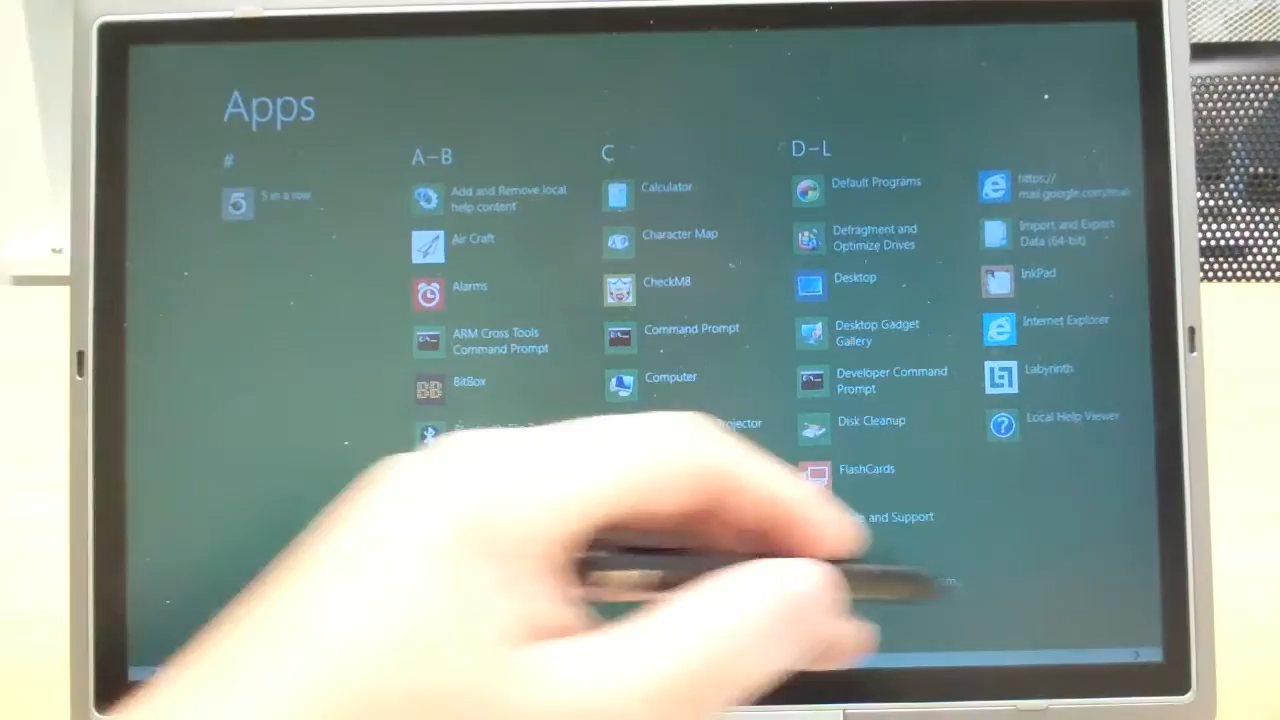 Apps
#
5 in a row
A-B
Add and Remove local
help content
Air Craft
Alarms
ARM Cross Tools
Command Prompt
BitBox
C
Calculator
Character Map
CheckM8
Command Prompt
Computer
Projector
D-L
Default Programs
Defragment and
Optimize Drives
Desktop
Desktop Gadget
Gallery
Developer Command
Prompt
Disk Cleanup
FlashCards
and Support
https://
mail.google.com/mail
Import and Export
Data (64-bit)
InkPad
Internet Explorer
Labyrinth
Local Help Viewer